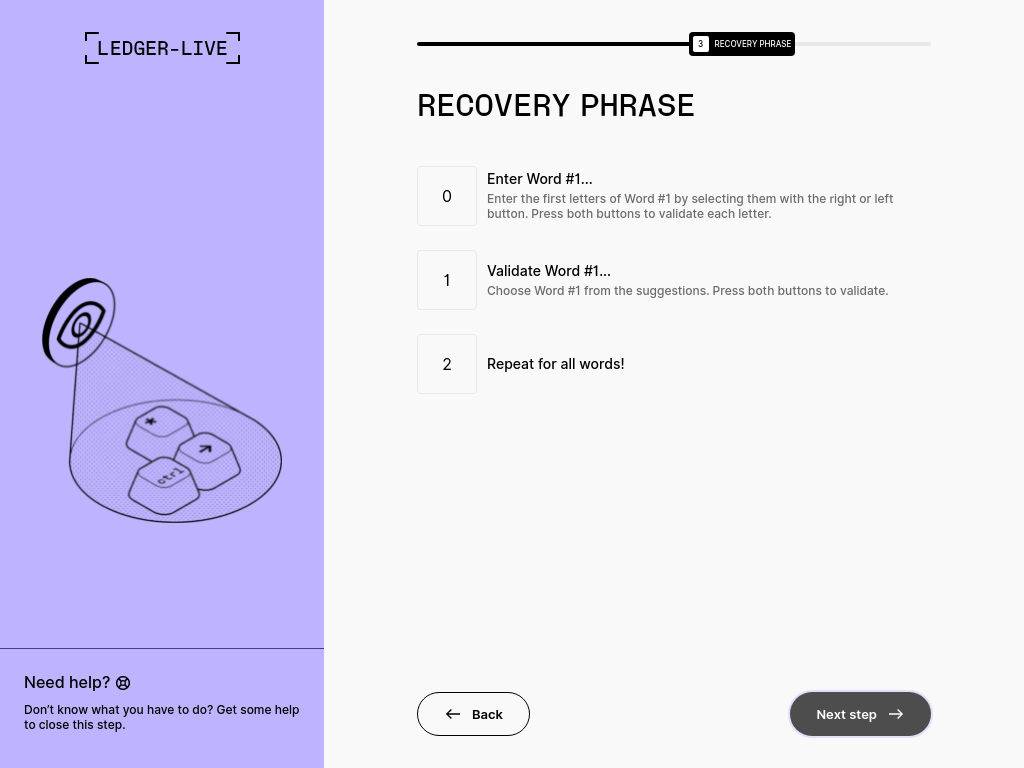 LEDGER-LIVE
3 RECOVERY PHRASE
RECOVERY PHRASE
0
Enter Word #1...
Enter the first letters of Word #1 by selecting them with the right or left
button. Press both buttons to validate each letter.
1
Validate Word #1...
Choose Word #1 from the suggestions. Press both buttons to validate.
2
Repeat for all words!
*
ctrl
Need help?
Don’t know what you have to do? Get some help
to close this step.
Back
Next step